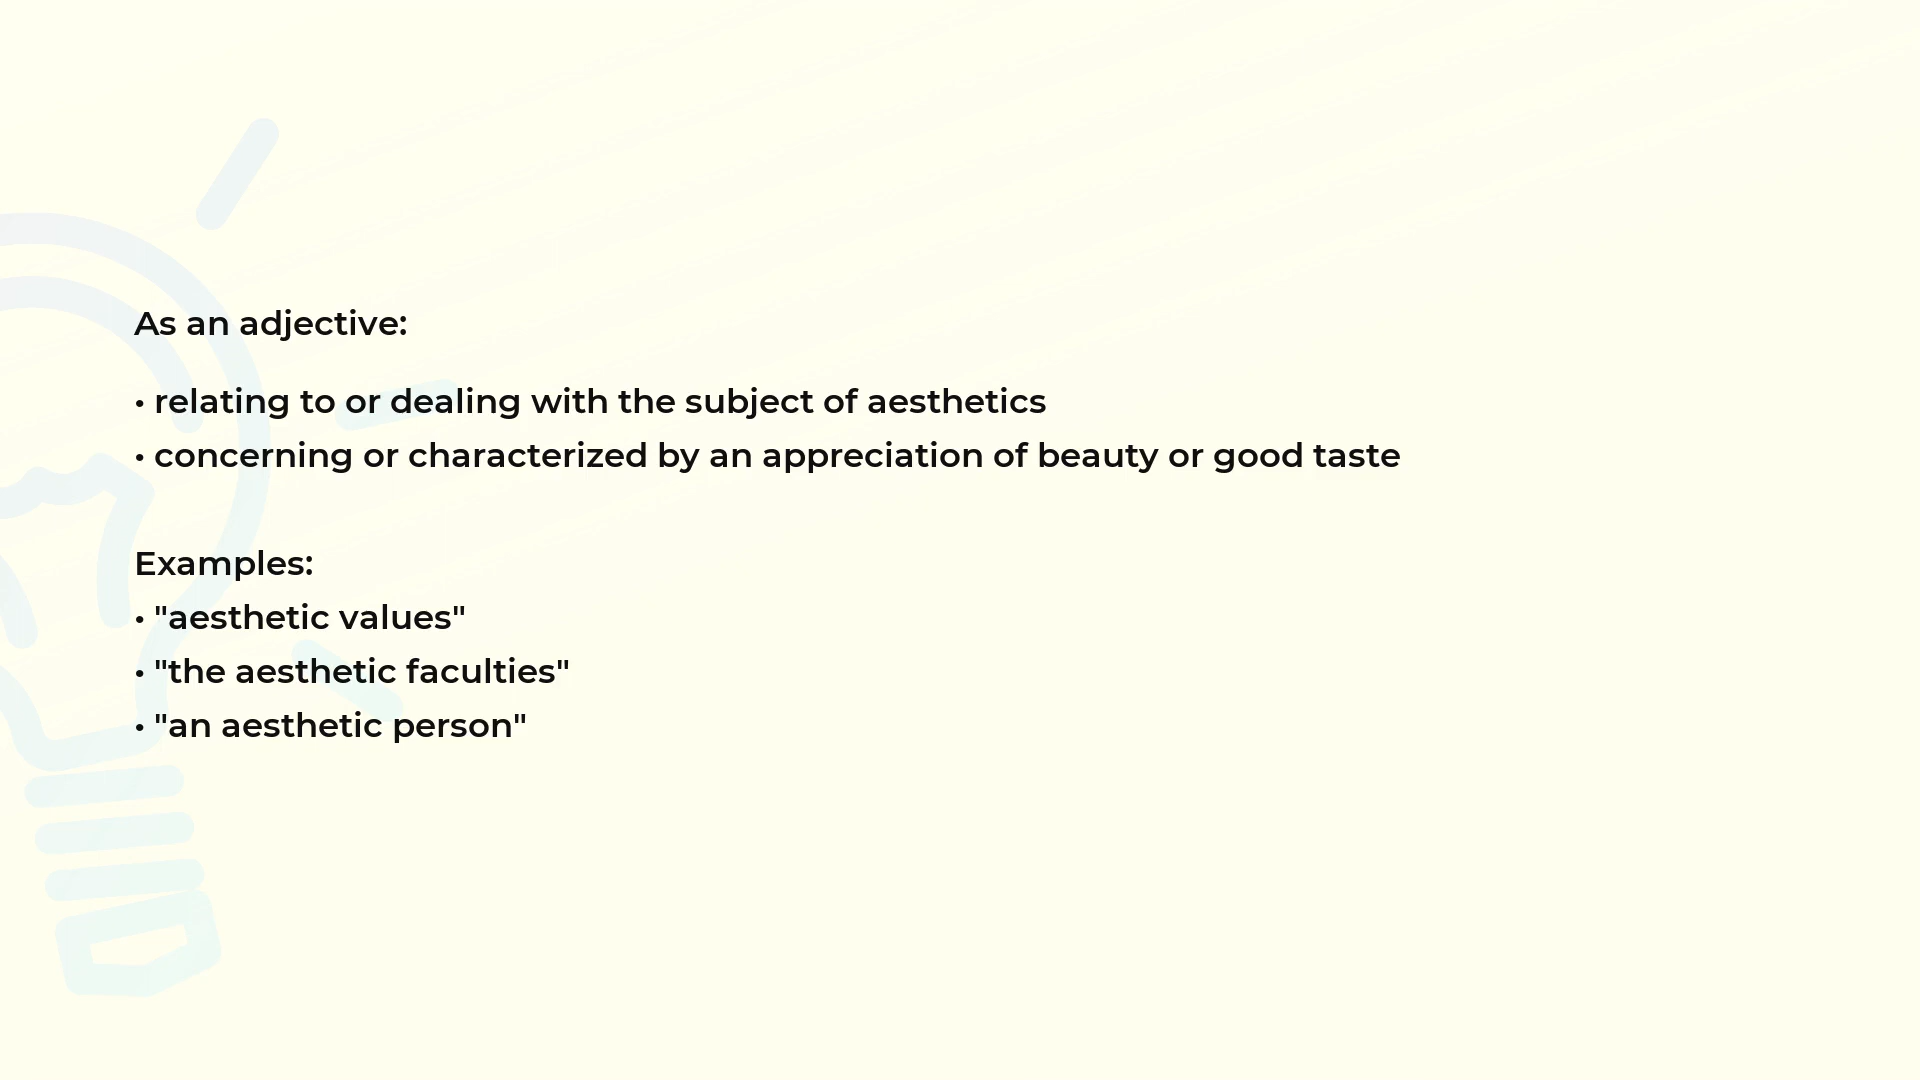 As an adjective:
• relating to or dealing with the subject of aesthetics
• concerning or characterized by an appreciation of beauty or good taste
Examples:
• "aesthetic values"
• "the aesthetic faculties"
• "an aesthetic person"